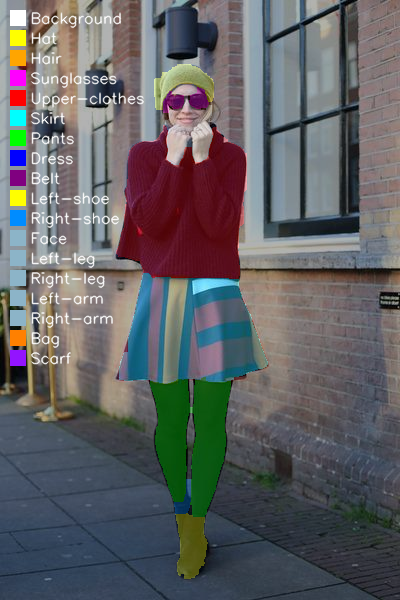 Background
Hat
Hair
Sunglasses
Upper-clothes
Skirt
Pants
Dress
Belt
Left-shoe
Right-shoe
Face
Left-leg
Right-leg
Left-arm
Right-arm
Bag
Scarf